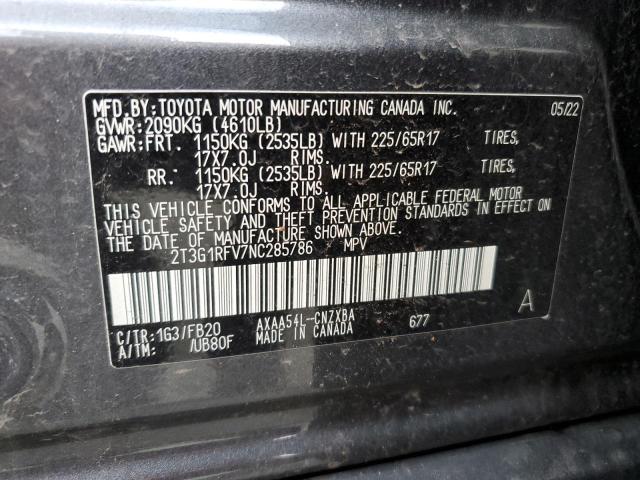 MFD.BY:TOYOTA MOTOR MANUFACTURING CANADA INC. 05/22
GVWR:2090KG (4610LB)
GAWR:FRT. 1150KG (2535LB) WITH 225/65R17 TIRES,
17X7.0J RIMS.
RR. 1150KG (2535LB) WITH 225/65R17 TIRES,
17X7.0J RIMS.
THIS VEHICLE CONFORMS TO ALL APPLICABLE FEDERAL MOTOR
VEHICLE SAFETY AND THEFT PREVENTION STANDARDS IN EFFECT ON
THE DATE OF MANUFACTURE SHOWN ABOVE.
2T3G1RFV7NC285786 MPV
C/TR:1G3/FB20 AXAA54L-CNZXBA 677 A
A/TM: /UB80F MADE IN CANADA